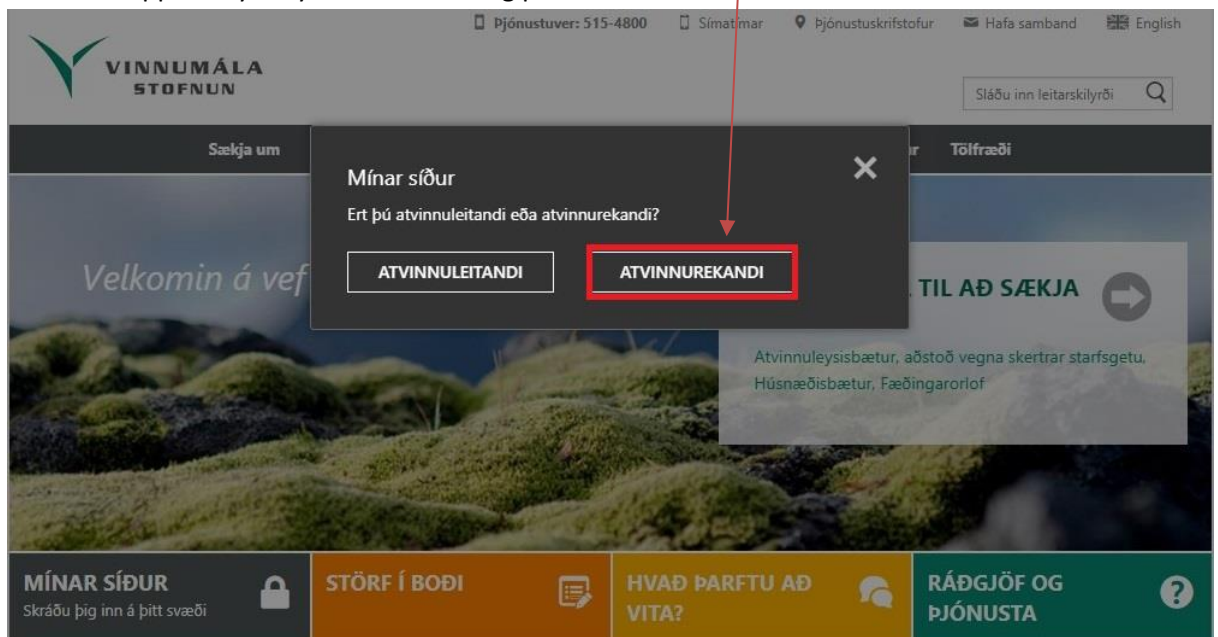 Þjónustuver: 515-4800 Símatímar Þjónustuskrifstofur Hafa samband English
VINNUMÁLA
STOFNUN
Sláðu inn leitarskilyrði
Sækja um
Tölfræði
Mínar síður
Ert þú atvinnuleitandi eða atvinnurekandi?
ATVINNULEITANDI ATVINNUREKANDI
Velkomin á vef
TIL AÐ SÆKJA
Atvinnuleysisbætur, aðstoð vegna skertrar starfsgetu,
Húsnæðisbætur, Fæðingarorlof
MÍNAR SÍÐUR
Skráðu þig inn á þitt svæði
STÖRF Í BOÐI
HVAÐ ÞARFTU AÐ
VITA?
RÁÐGJÖF OG
ÞJÓNUSTA